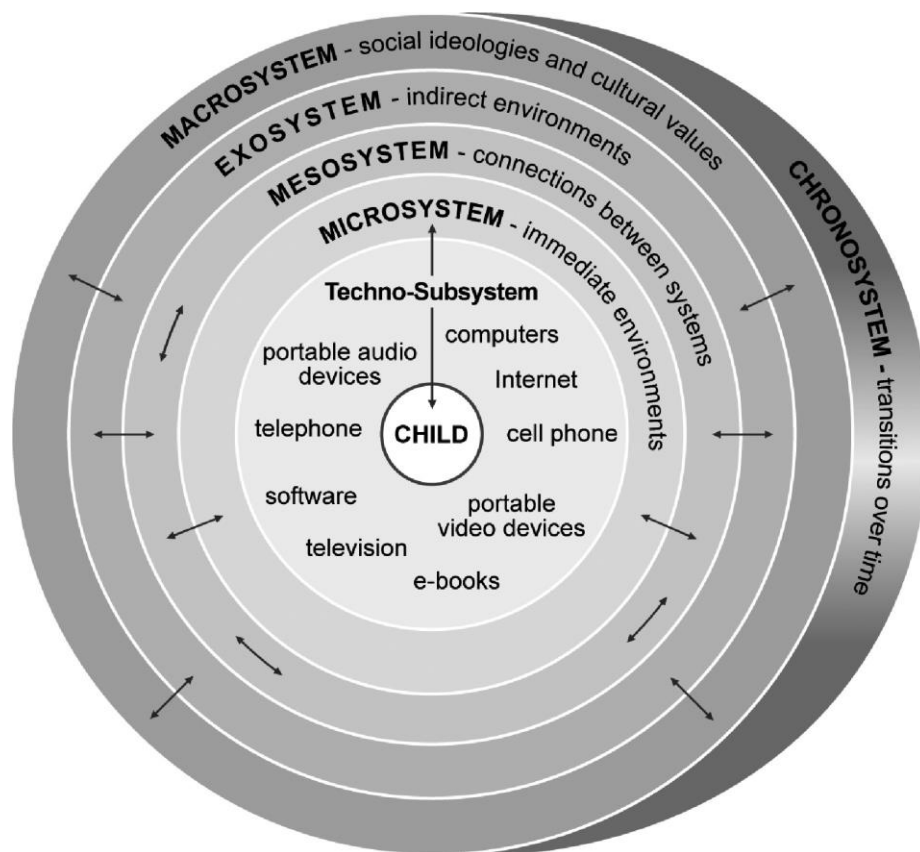 MACROSYSTEM - social ideologies and cultural values
EXOSYSTEM - indirect environments
MESOSYSTEM - connections between systems
MICROSYSTEM - immediate environments
CHRONOSYSTEM - transitions over time
Techno-Subsystem
computers
portable audio
devices
Internet
telephone
CHILD
cell phone
software
portable
video devices
television
e-books